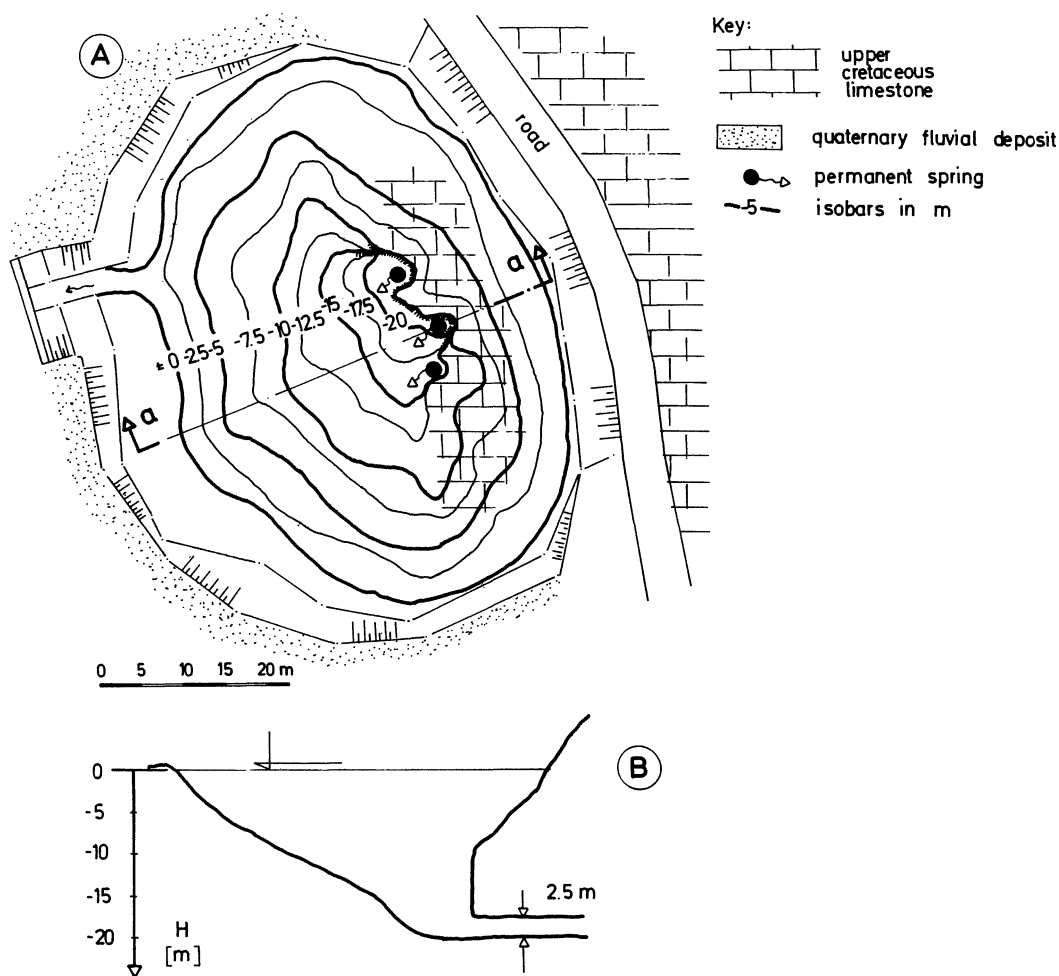 A
Key:
upper
cretaceous
limestone
quaternary fluvial deposit
permanent spring
-5- isobars in m
road
a
± 0 -2.5 -5 -7.5 -10 -12.5 -15 -17.5 -20
a
0 5 10 15 20 m
B
0
-5
-10
-15
-20
H
[m]
2.5 m